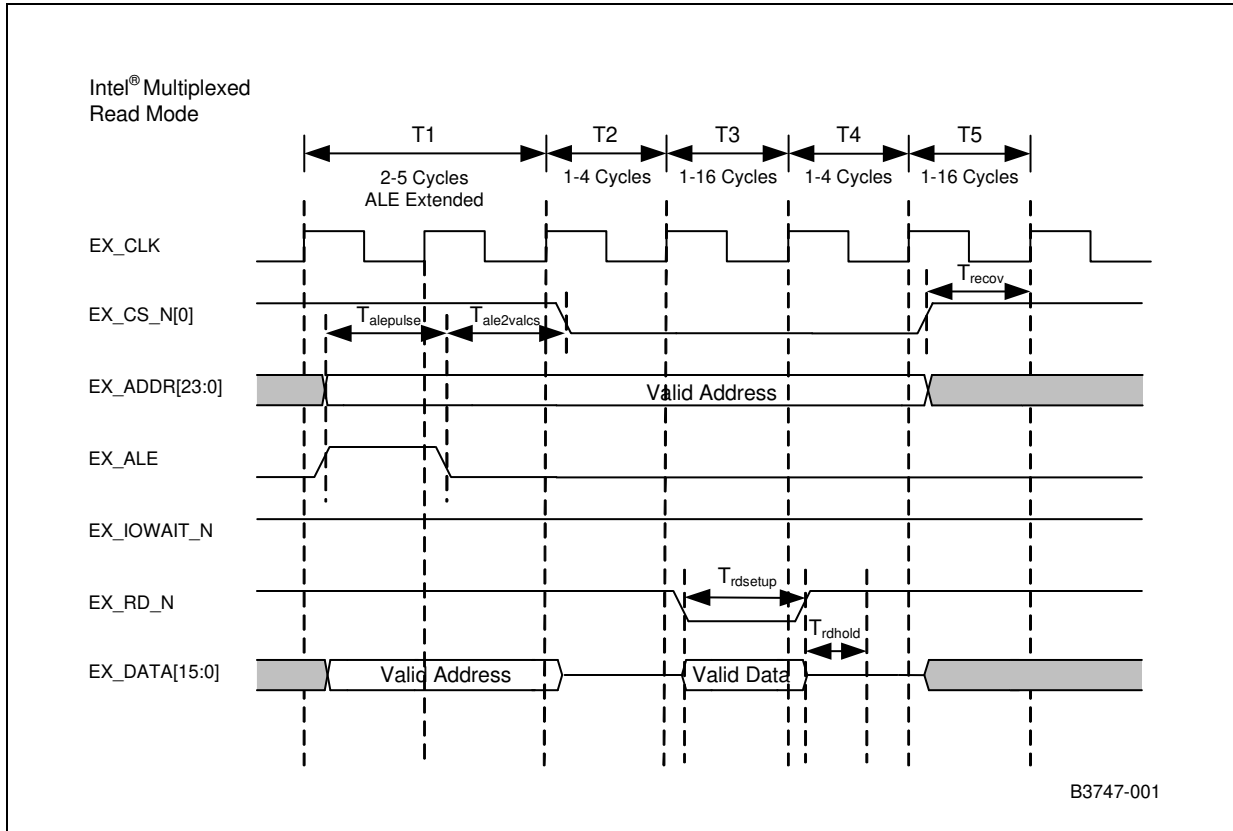 Intel® Multiplexed
Read Mode
T1 T2 T3 T4 T5
2-5 Cycles 1-4 Cycles 1-16 Cycles 1-4 Cycles 1-16 Cycles
ALE Extended
EX_CLK
Trecov
EX_CS_N[0]
Talepulse Tale2valcs
EX_ADDR[23:0] Valid Address
EX_ALE
EX_IOWAIT_N
Trdsetup
EX_RD_N
Trdhold
EX_DATA[15:0] Valid Address Valid Data
B3747-001